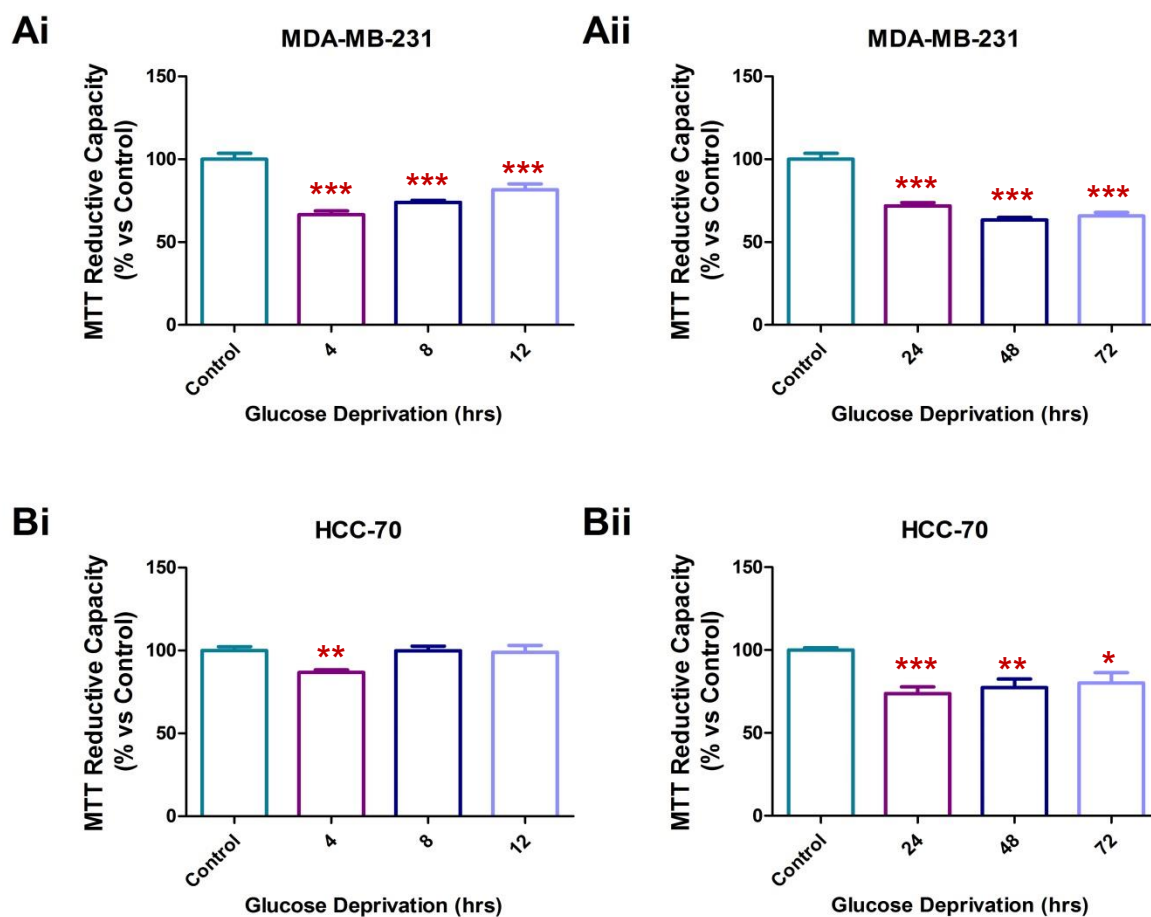 Ai
MDA-MB-231
MTT Reductive Capacity
(% vs Control)
150
100
50
0
***
***
***
Control
4
8
12
Glucose Deprivation (hrs)
Aii
MDA-MB-231
MTT Reductive Capacity
(% vs Control)
150
100
50
0
***
***
***
Control
24
48
72
Glucose Deprivation (hrs)
Bi
HCC-70
MTT Reductive Capacity
(% vs Control)
150
100
50
0
**
Control
4
8
12
Glucose Deprivation (hrs)
Bii
HCC-70
MTT Reductive Capacity
(% vs Control)
150
100
50
0
***
**
*
Control
24
48
72
Glucose Deprivation (hrs)